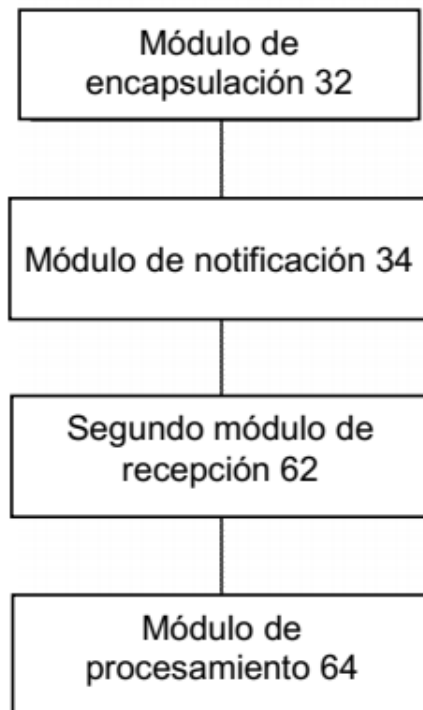 Módulo de
encapsulación 32
Módulo de notificación 34
Segundo módulo de
recepción 62
Módulo de
procesamiento 64